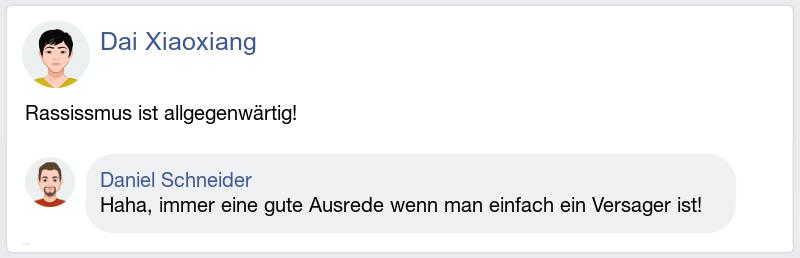 Dai Xiaoxiang
Rassissmus ist allgegenwärtig!
Daniel Schneider
Haha, immer eine gute Ausrede wenn man einfach ein Versager ist!